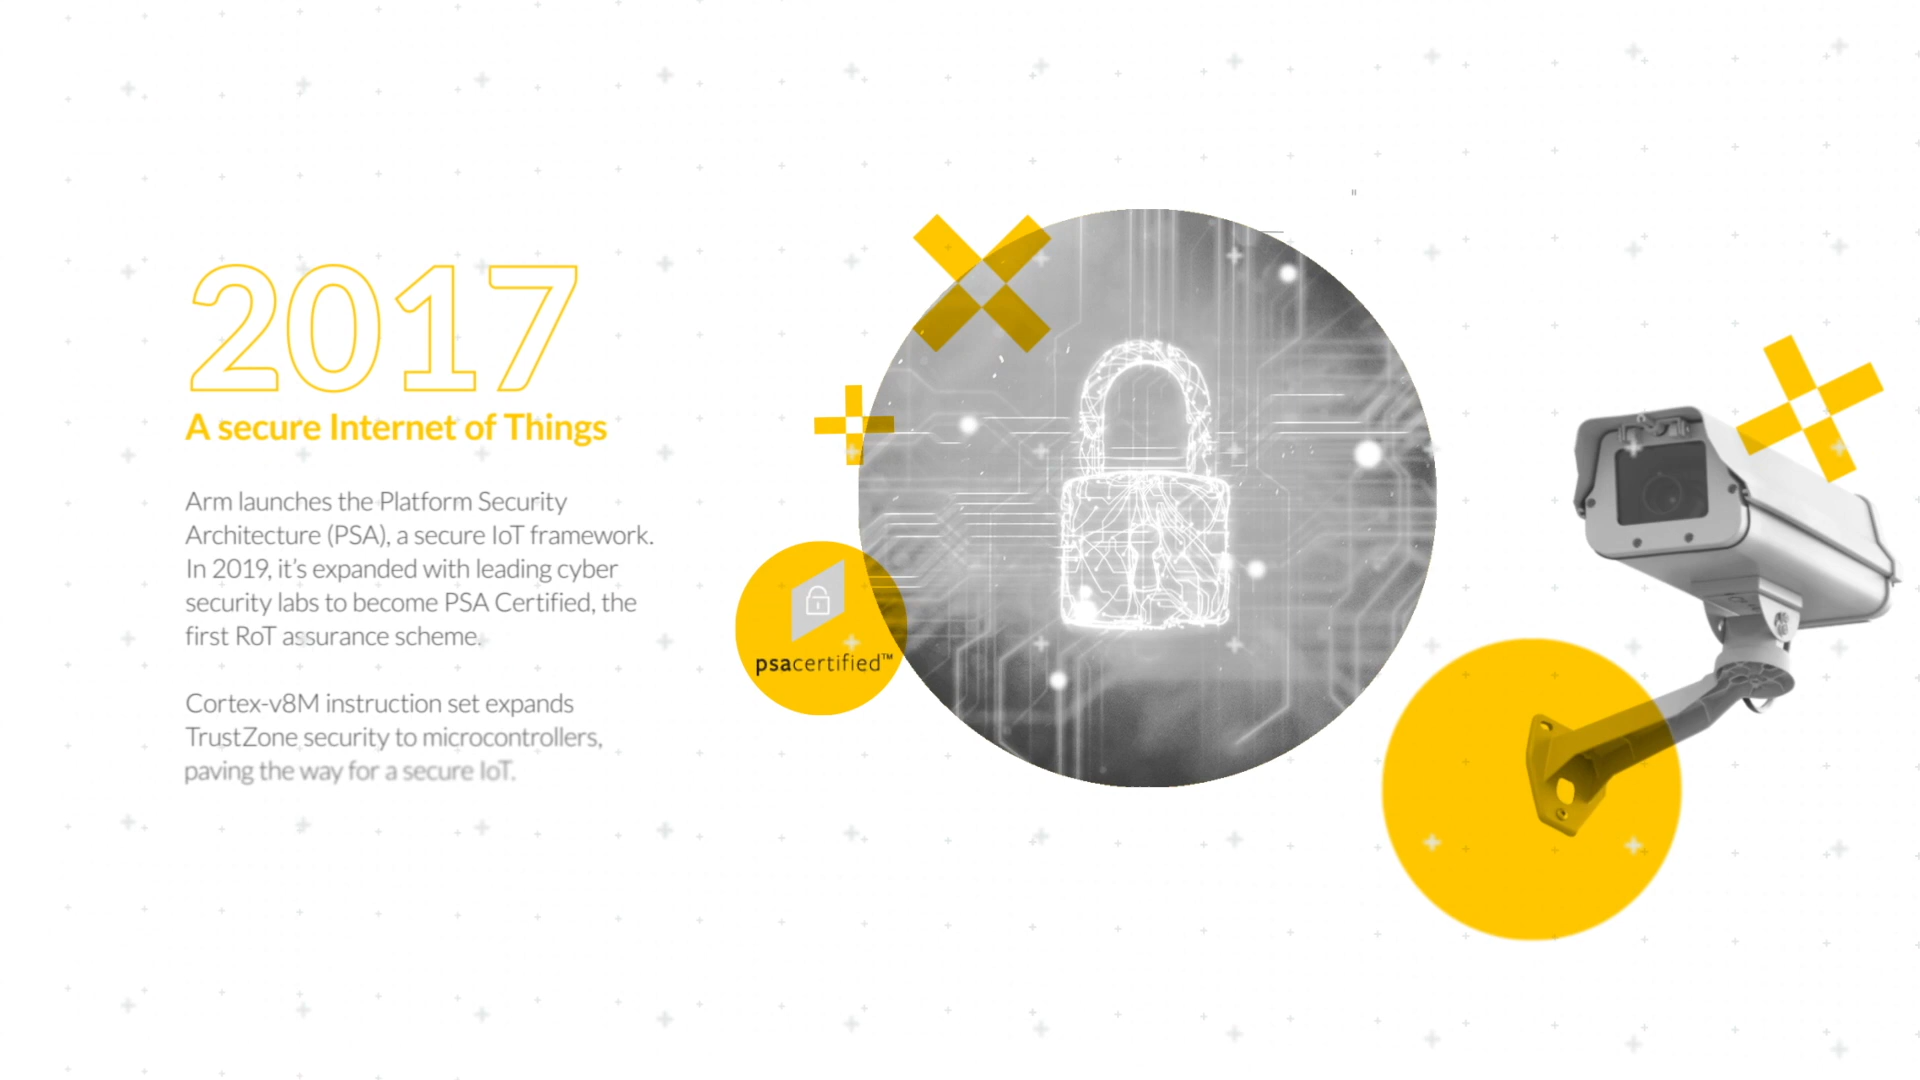 2017
A secure Internet of Things
Arm launches the Platform Security
Architecture (PSA), a secure IoT framework.
In 2019, it’s expanded with leading cyber
security labs to become PSA Certified, the
first RoT assurance scheme.
Cortex-v8M instruction set expands
TrustZone security to microcontrollers,
paving the way for a secure IoT.
psacertified™